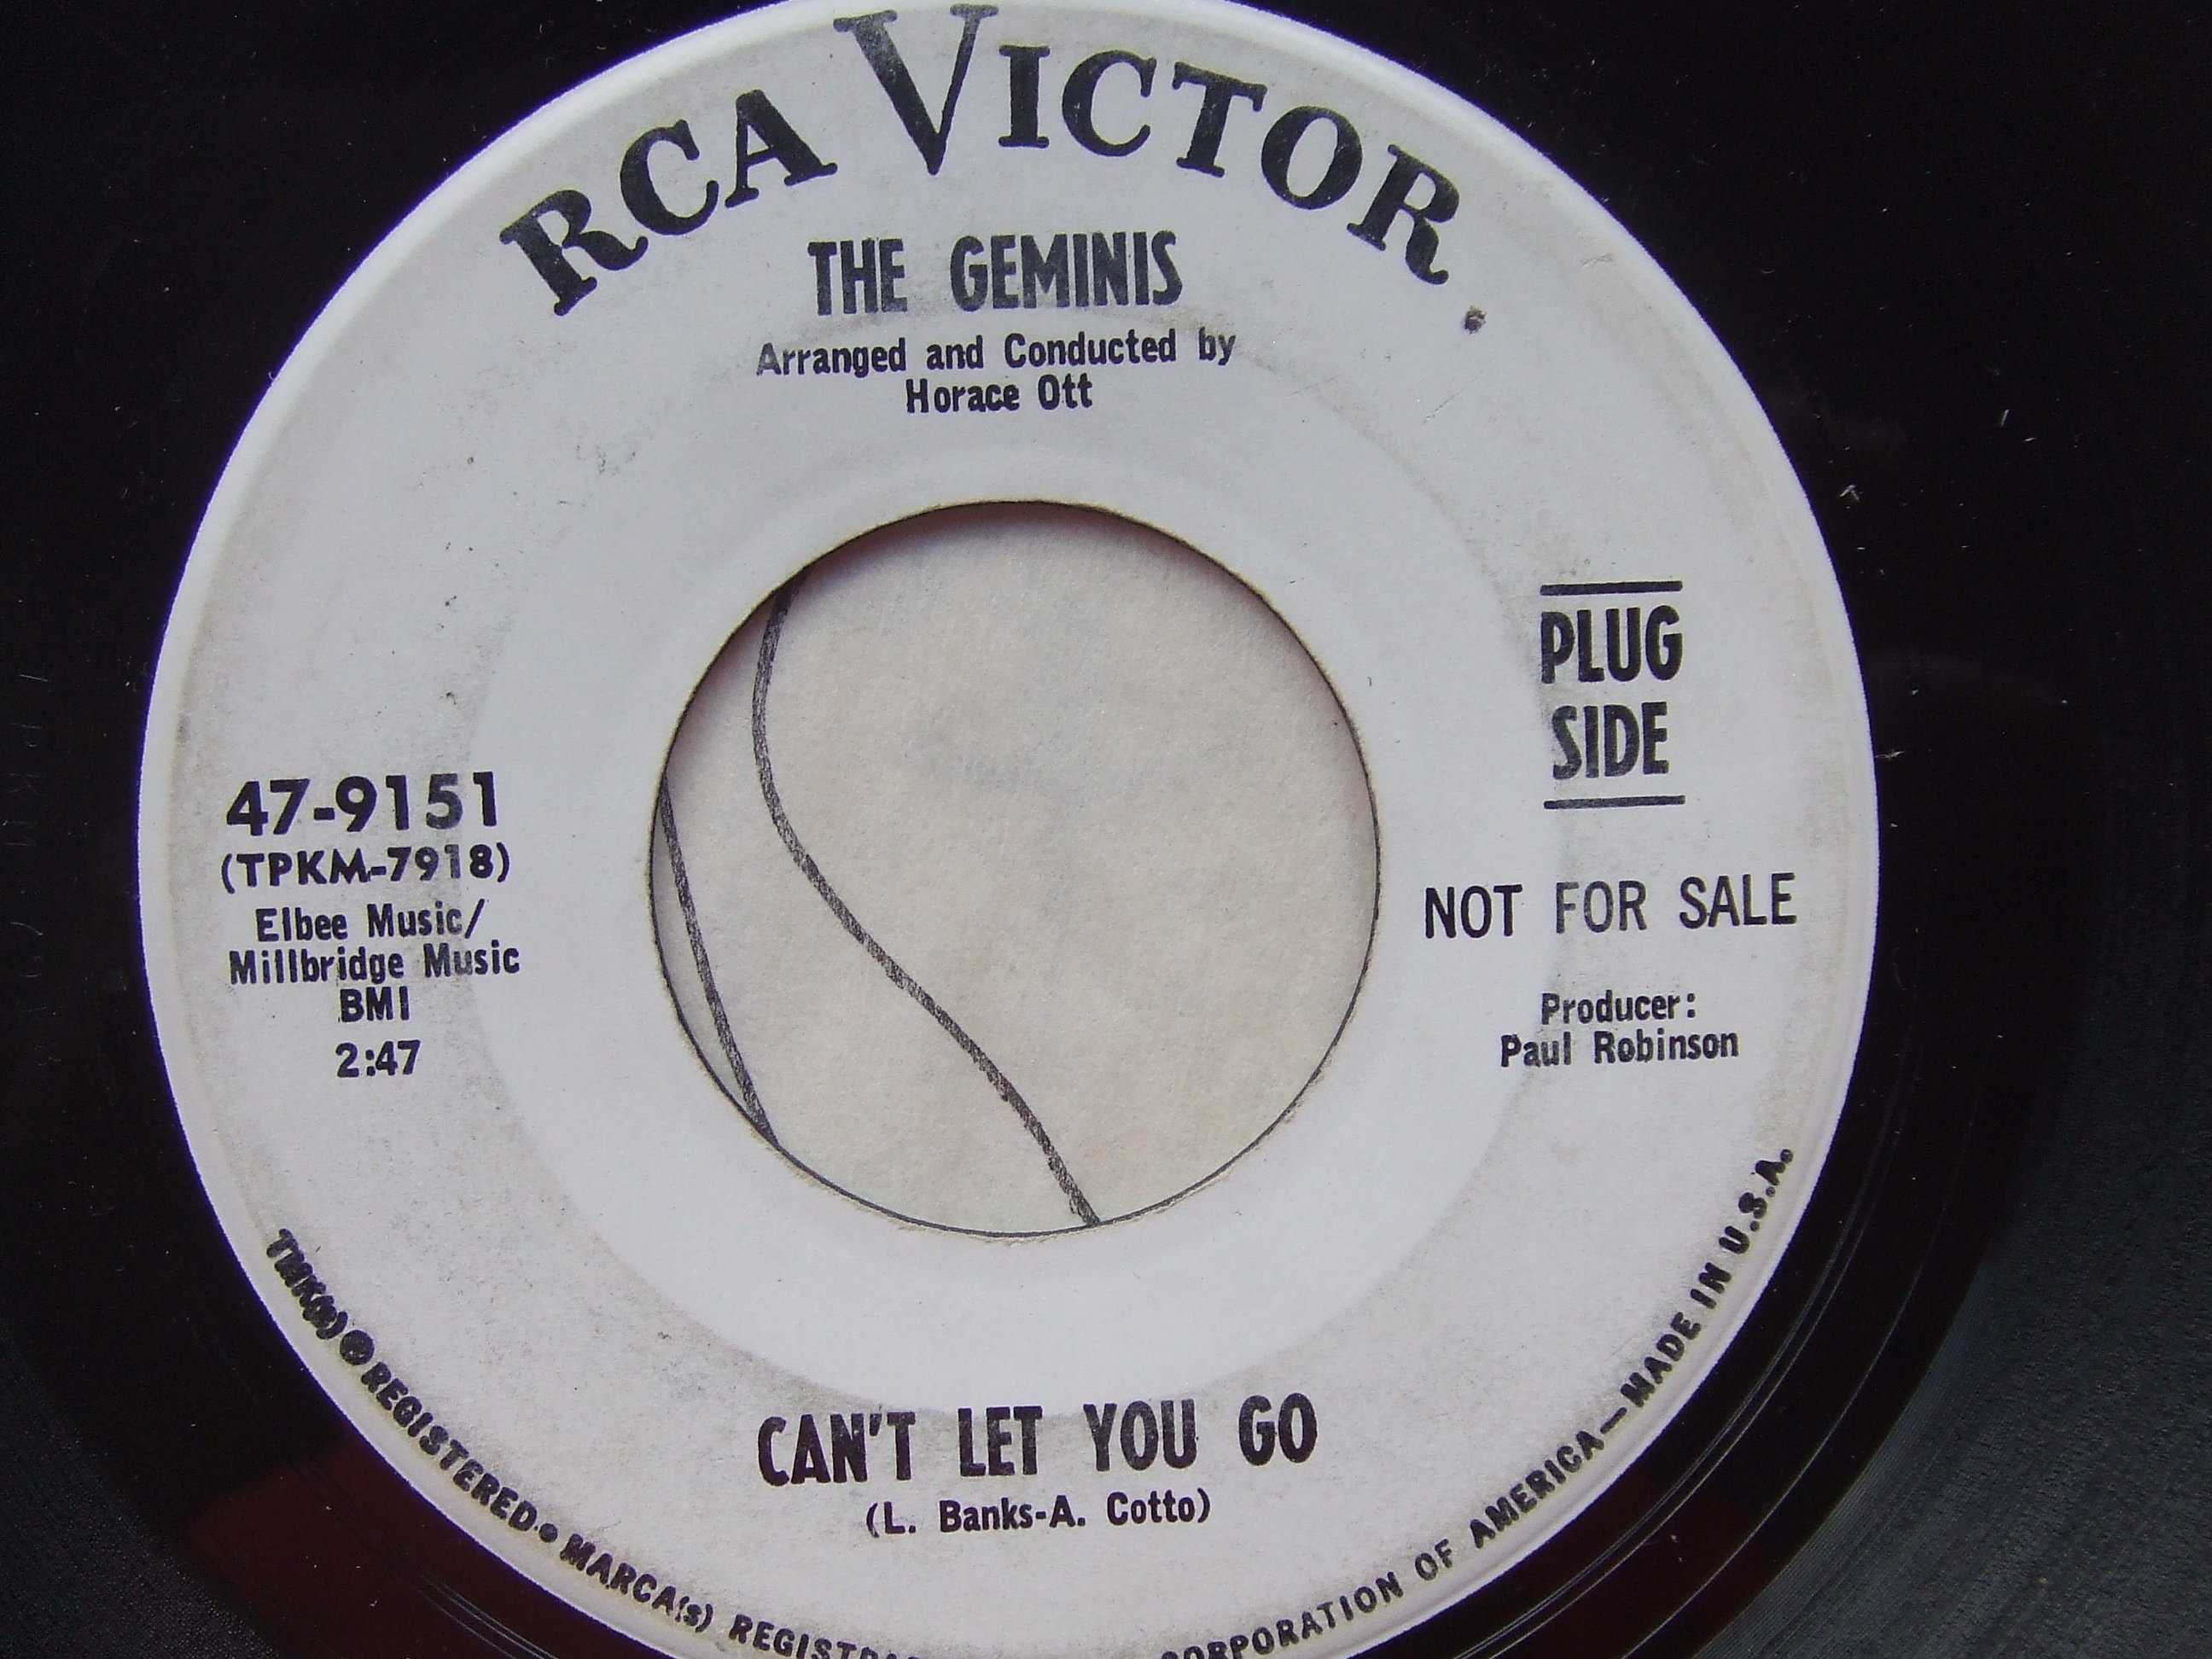 RCA VICTOR
THE GEMINIS
Arranged and Conducted by
Horace Ott
PLUG
SIDE
47-9151
(TPKM-7918)
Elbee Music/
Millbridge Music
BMI
2:47
NOT FOR SALE
Producer:
Paul Robinson
CAN'T LET YOU GO
(L. Banks-A. Cotto)
TMK(s) ® REGISTERED • MARCA(s) CORPORATION OF AMERICA—MADE IN U.S.A.